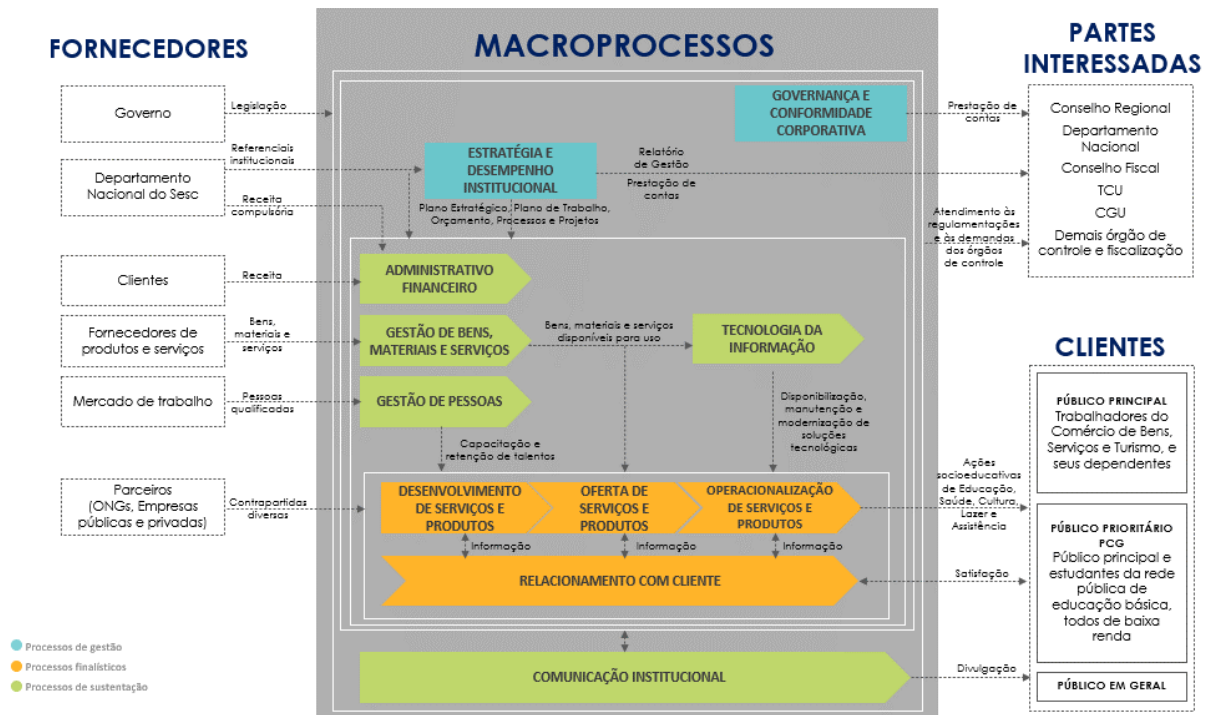 FORNECEDORES
Governo
Departamento
Nacional do Sesc
Clientes
Fornecedores de
produtos e serviços
Mercado de trabalho
Parceiros
(ONGs, Empresas
públicas e privadas)
Legislação
Referenciais
institucionais
Receita
compulsória
Receita
Bens,
materiais e
serviços
Pessoas
qualificadas
Contrapartidas
diversas
MACROPROCESSOS
GOVERNANÇA E
CONFORMIDADE
CORPORATIVA
ESTRATÉGIA E
DESEMPENHO
INSTITUCIONAL
Relatório
de Gestão
Prestação de
contas
Plano Estratégico, Plano de Trabalho,
Orçamento, Processos e Projetos
ADMINISTRATIVO
FINANCEIRO
GESTÃO DE BENS,
MATERIAIS E SERVIÇOS
Bens, materiais e serviços
disponíveis para uso
TECNOLOGIA DA
INFORMAÇÃO
GESTÃO DE PESSOAS
Capacitação e
retenção de talentos
Disponibilização,
manutenção e
modernização de
soluções
tecnológicas
DESENVOLVIMENTO
DE SERVIÇOS E
PRODUTOS
OFERTA DE
SERVIÇOS E
PRODUTOS
OPERACIONALIZAÇÃO
DE SERVIÇOS E
PRODUTOS
Informação
Informação
Informação
RELACIONAMENTO COM CLIENTE
COMUNICAÇÃO INSTITUCIONAL
Prestação de
contas
Atendimento às
regulamentações
e às demandas
dos órgãos
de controle
Ações
socioeducativas
de Educação,
Saúde, Cultura,
Lazer e
Assistência
Satisfação
Divulgação
PARTES
INTERESSADAS
Conselho Regional
Departamento
Nacional
Conselho Fiscal
TCU
CGU
Demais órgão de
controle e fiscalização
CLIENTES
PÚBLICO PRINCIPAL
Trabalhadores do
Comércio de Bens,
Serviços e Turismo, e
seus dependentes
PÚBLICO PRIORITÁRIO
PCG
Público principal e
estudantes da rede
pública de
educação básica,
todos de baixa
renda
PÚBLICO EM GERAL
Processos de gestão
Processos finalísticos
Processos de sustentação